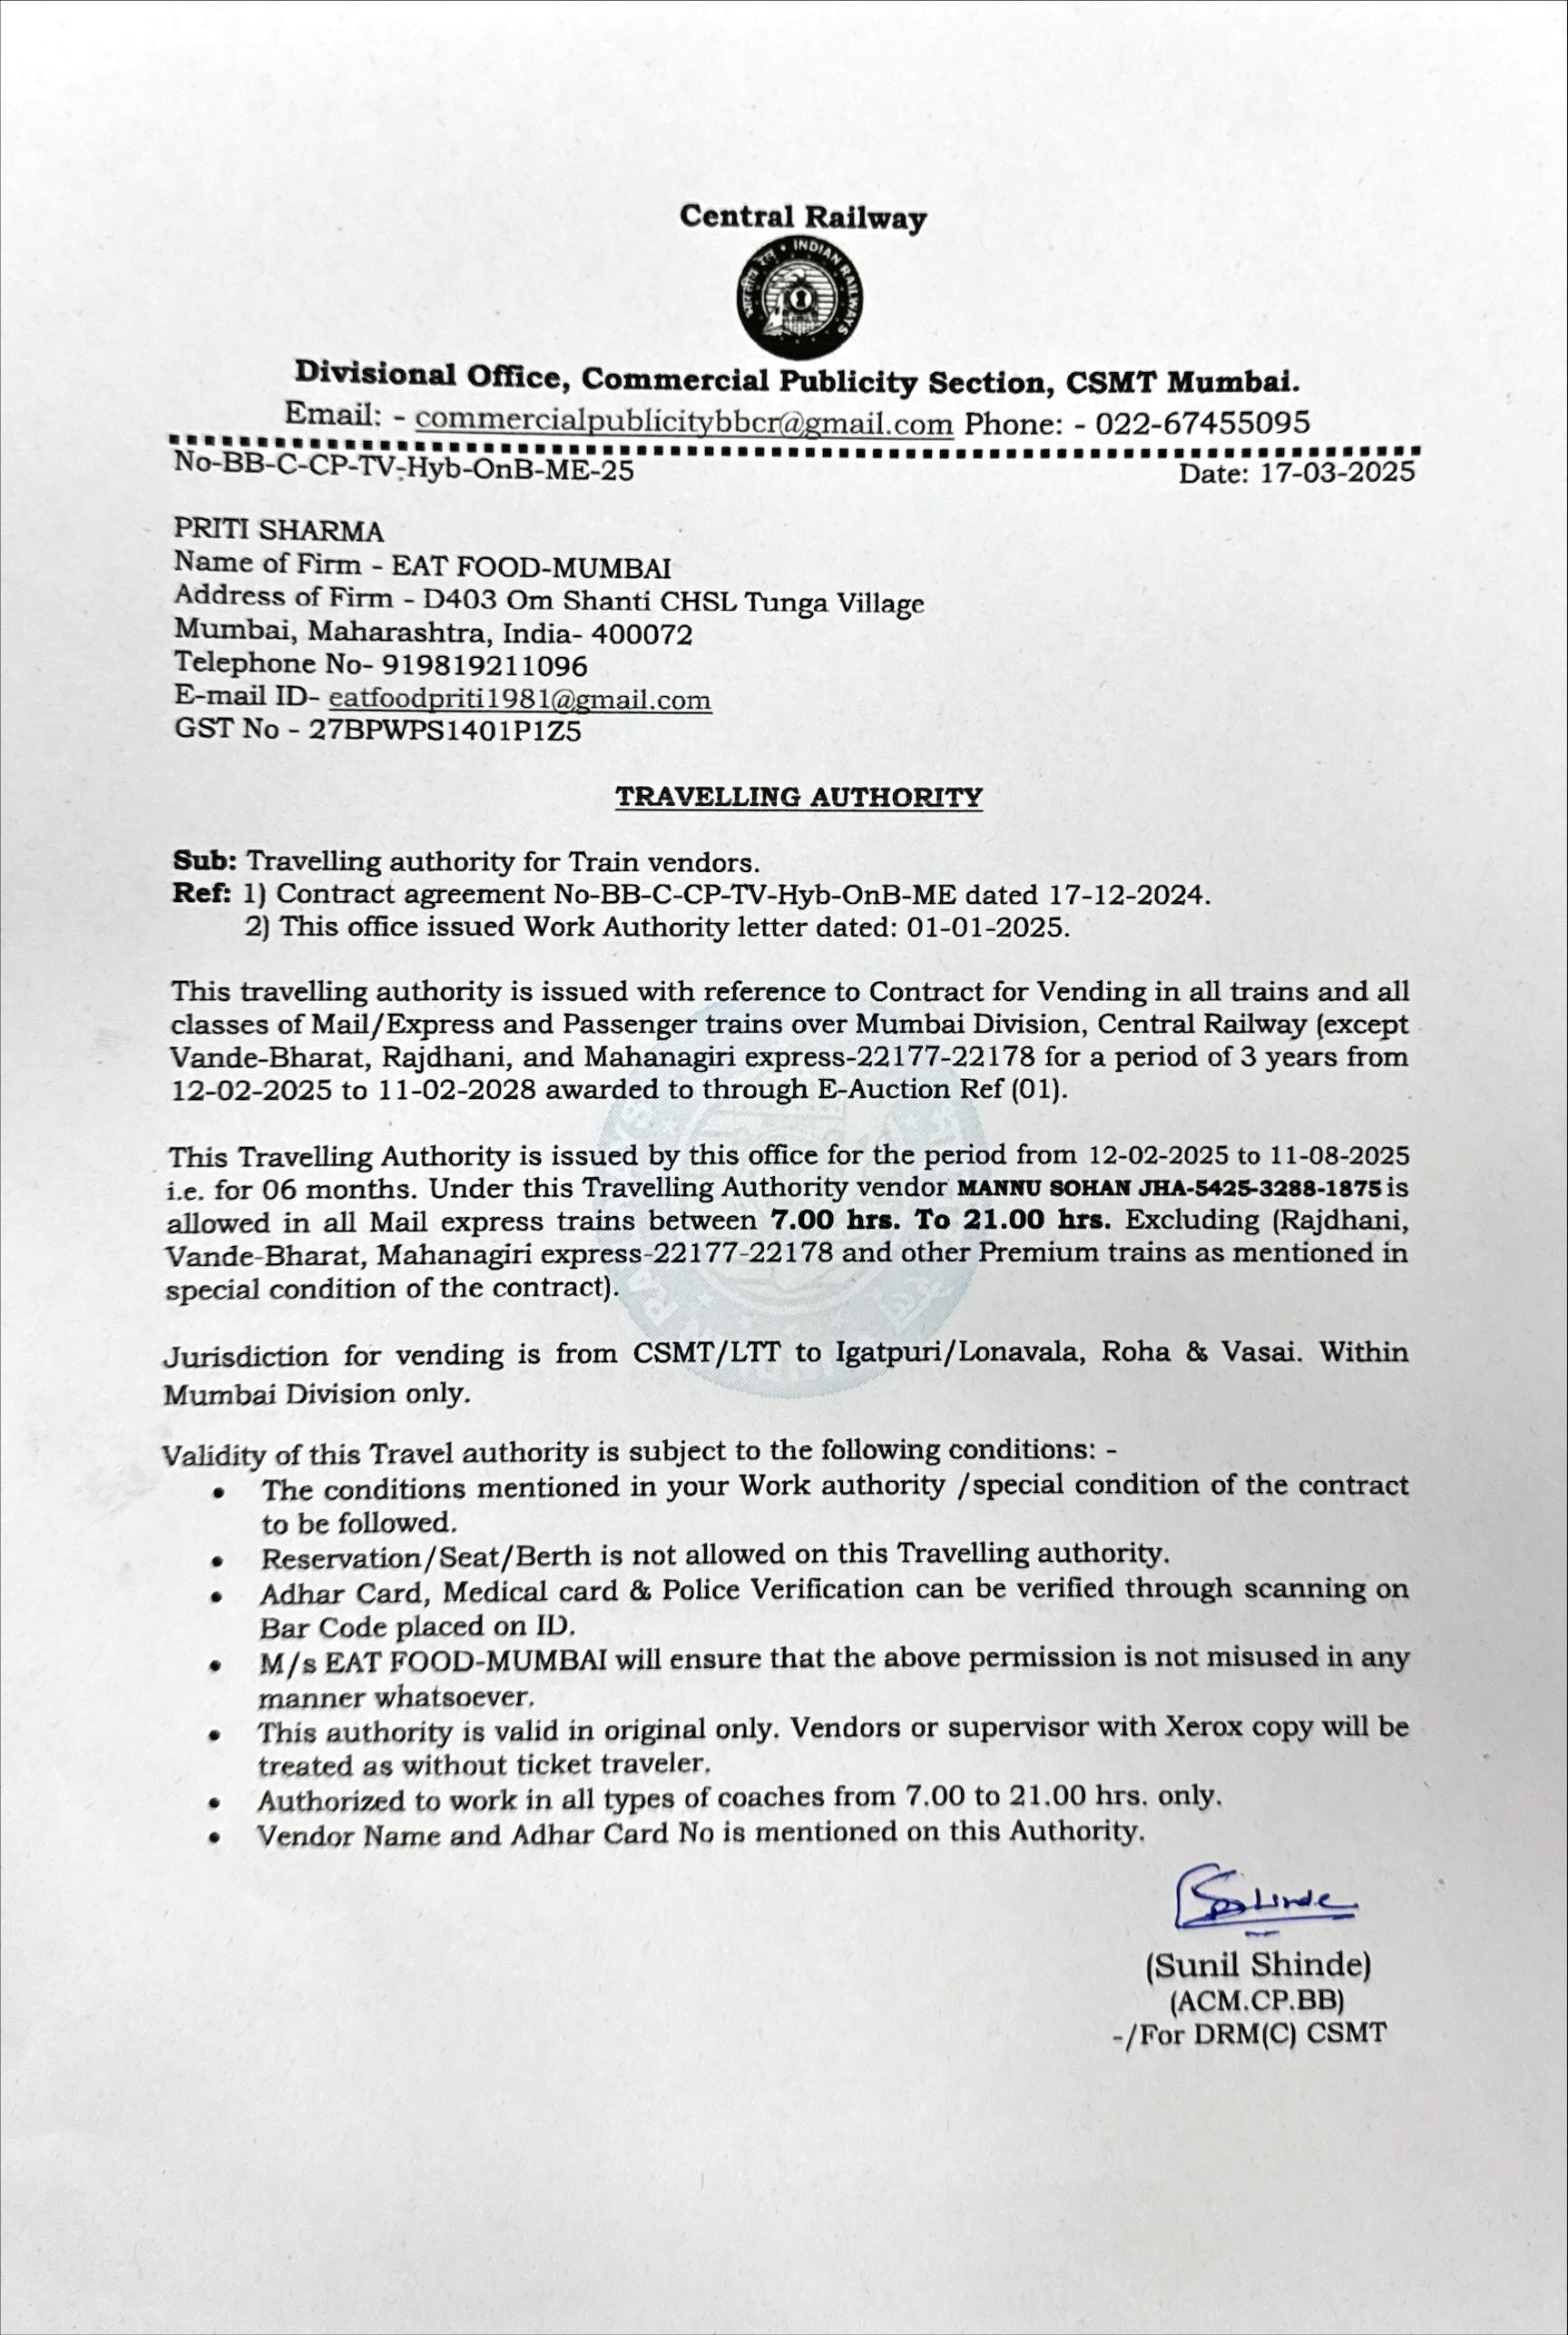 Central Railway
भारतीय रेल • INDIAN RAILWAYS
Divisional Office, Commercial Publicity Section, CSMT Mumbai.
Email: - commercialpublicitybbcr@gmail.com Phone: - 022-67455095
No-BB-C-CP-TV-Hyb-OnB-ME-25 Date: 17-03-2025
PRITI SHARMA
Name of Firm - EAT FOOD-MUMBAI
Address of Firm - D403 Om Shanti CHSL Tunga Village
Mumbai, Maharashtra, India- 400072
Telephone No- 919819211096
E-mail ID- eatfoodpriti1981@gmail.com
GST No - 27BPWPS1401P1Z5
TRAVELLING AUTHORITY
Sub: Travelling authority for Train vendors.
Ref: 1) Contract agreement No-BB-C-CP-TV-Hyb-OnB-ME dated 17-12-2024.
2) This office issued Work Authority letter dated: 01-01-2025.
This travelling authority is issued with reference to Contract for Vending in all trains and all
classes of Mail/Express and Passenger trains over Mumbai Division, Central Railway (except
Vande-Bharat, Rajdhani, and Mahanagiri express-22177-22178 for a period of 3 years from
12-02-2025 to 11-02-2028 awarded to through E-Auction Ref (01).
This Travelling Authority is issued by this office for the period from 12-02-2025 to 11-08-2025
i.e. for 06 months. Under this Travelling Authority vendor MANNU SOHAN JHA-5425-3288-1875 is
allowed in all Mail express trains between 7.00 hrs. To 21.00 hrs. Excluding (Rajdhani,
Vande-Bharat, Mahanagiri express-22177-22178 and other Premium trains as mentioned in
special condition of the contract).
Jurisdiction for vending is from CSMT/LTT to Igatpuri/Lonavala, Roha & Vasai. Within
Mumbai Division only.
Validity of this Travel authority is subject to the following conditions: -
• The conditions mentioned in your Work authority /special condition of the contract
to be followed.
• Reservation/Seat/Berth is not allowed on this Travelling authority.
• Adhar Card, Medical card & Police Verification can be verified through scanning on
Bar Code placed on ID.
• M/s EAT FOOD-MUMBAI will ensure that the above permission is not misused in any
manner whatsoever.
• This authority is valid in original only. Vendors or supervisor with Xerox copy will be
treated as without ticket traveler.
• Authorized to work in all types of coaches from 7.00 to 21.00 hrs. only.
• Vendor Name and Adhar Card No is mentioned on this Authority.
(Sunil Shinde)
(ACM.CP.BB)
-/For DRM(C) CSMT